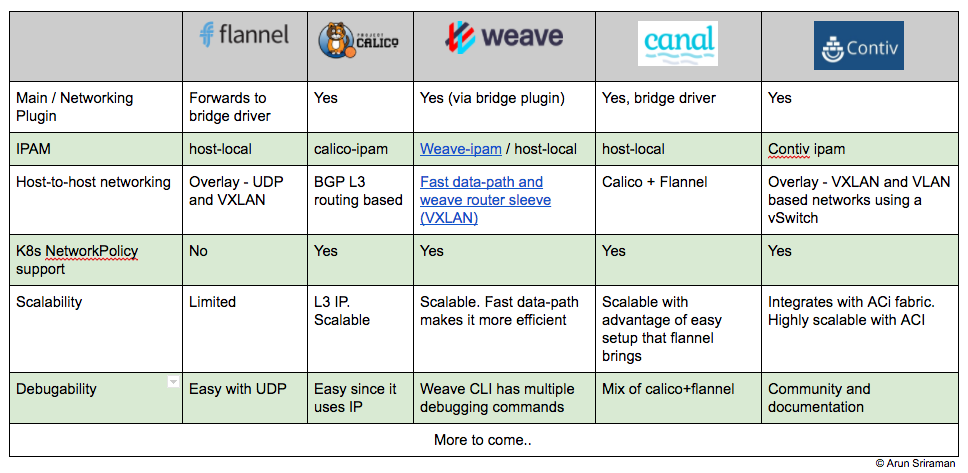 flannel
PROJECT
CALICO
weave
canal
Contiv
Main / Networking
Plugin
Forwards to
bridge driver
Yes
Yes (via bridge plugin)
Yes, bridge driver
Yes
IPAM
host-local
calico-ipam
Weave-ipam / host-local
host-local
Contiv ipam
Host-to-host networking
Overlay - UDP
and VXLAN
BGP L3
routing based
Fast data-path and
weave router sleeve
(VXLAN)
Calico + Flannel
Overlay - VXLAN and VLAN
based networks using a
vSwitch
K8s NetworkPolicy
support
No
Yes
Yes
Yes
Yes
Scalability
Limited
L3 IP.
Scalable
Scalable. Fast data-path
makes it more efficient
Scalable with
advantage of easy
setup that flannel
brings
Integrates with ACi fabric.
Highly scalable with ACI
Debugability
Easy with UDP
Easy since it
uses IP
Weave CLI has multiple
debugging commands
Mix of calico+flannel
Community and
documentation
More to come..
© Arun Sriraman